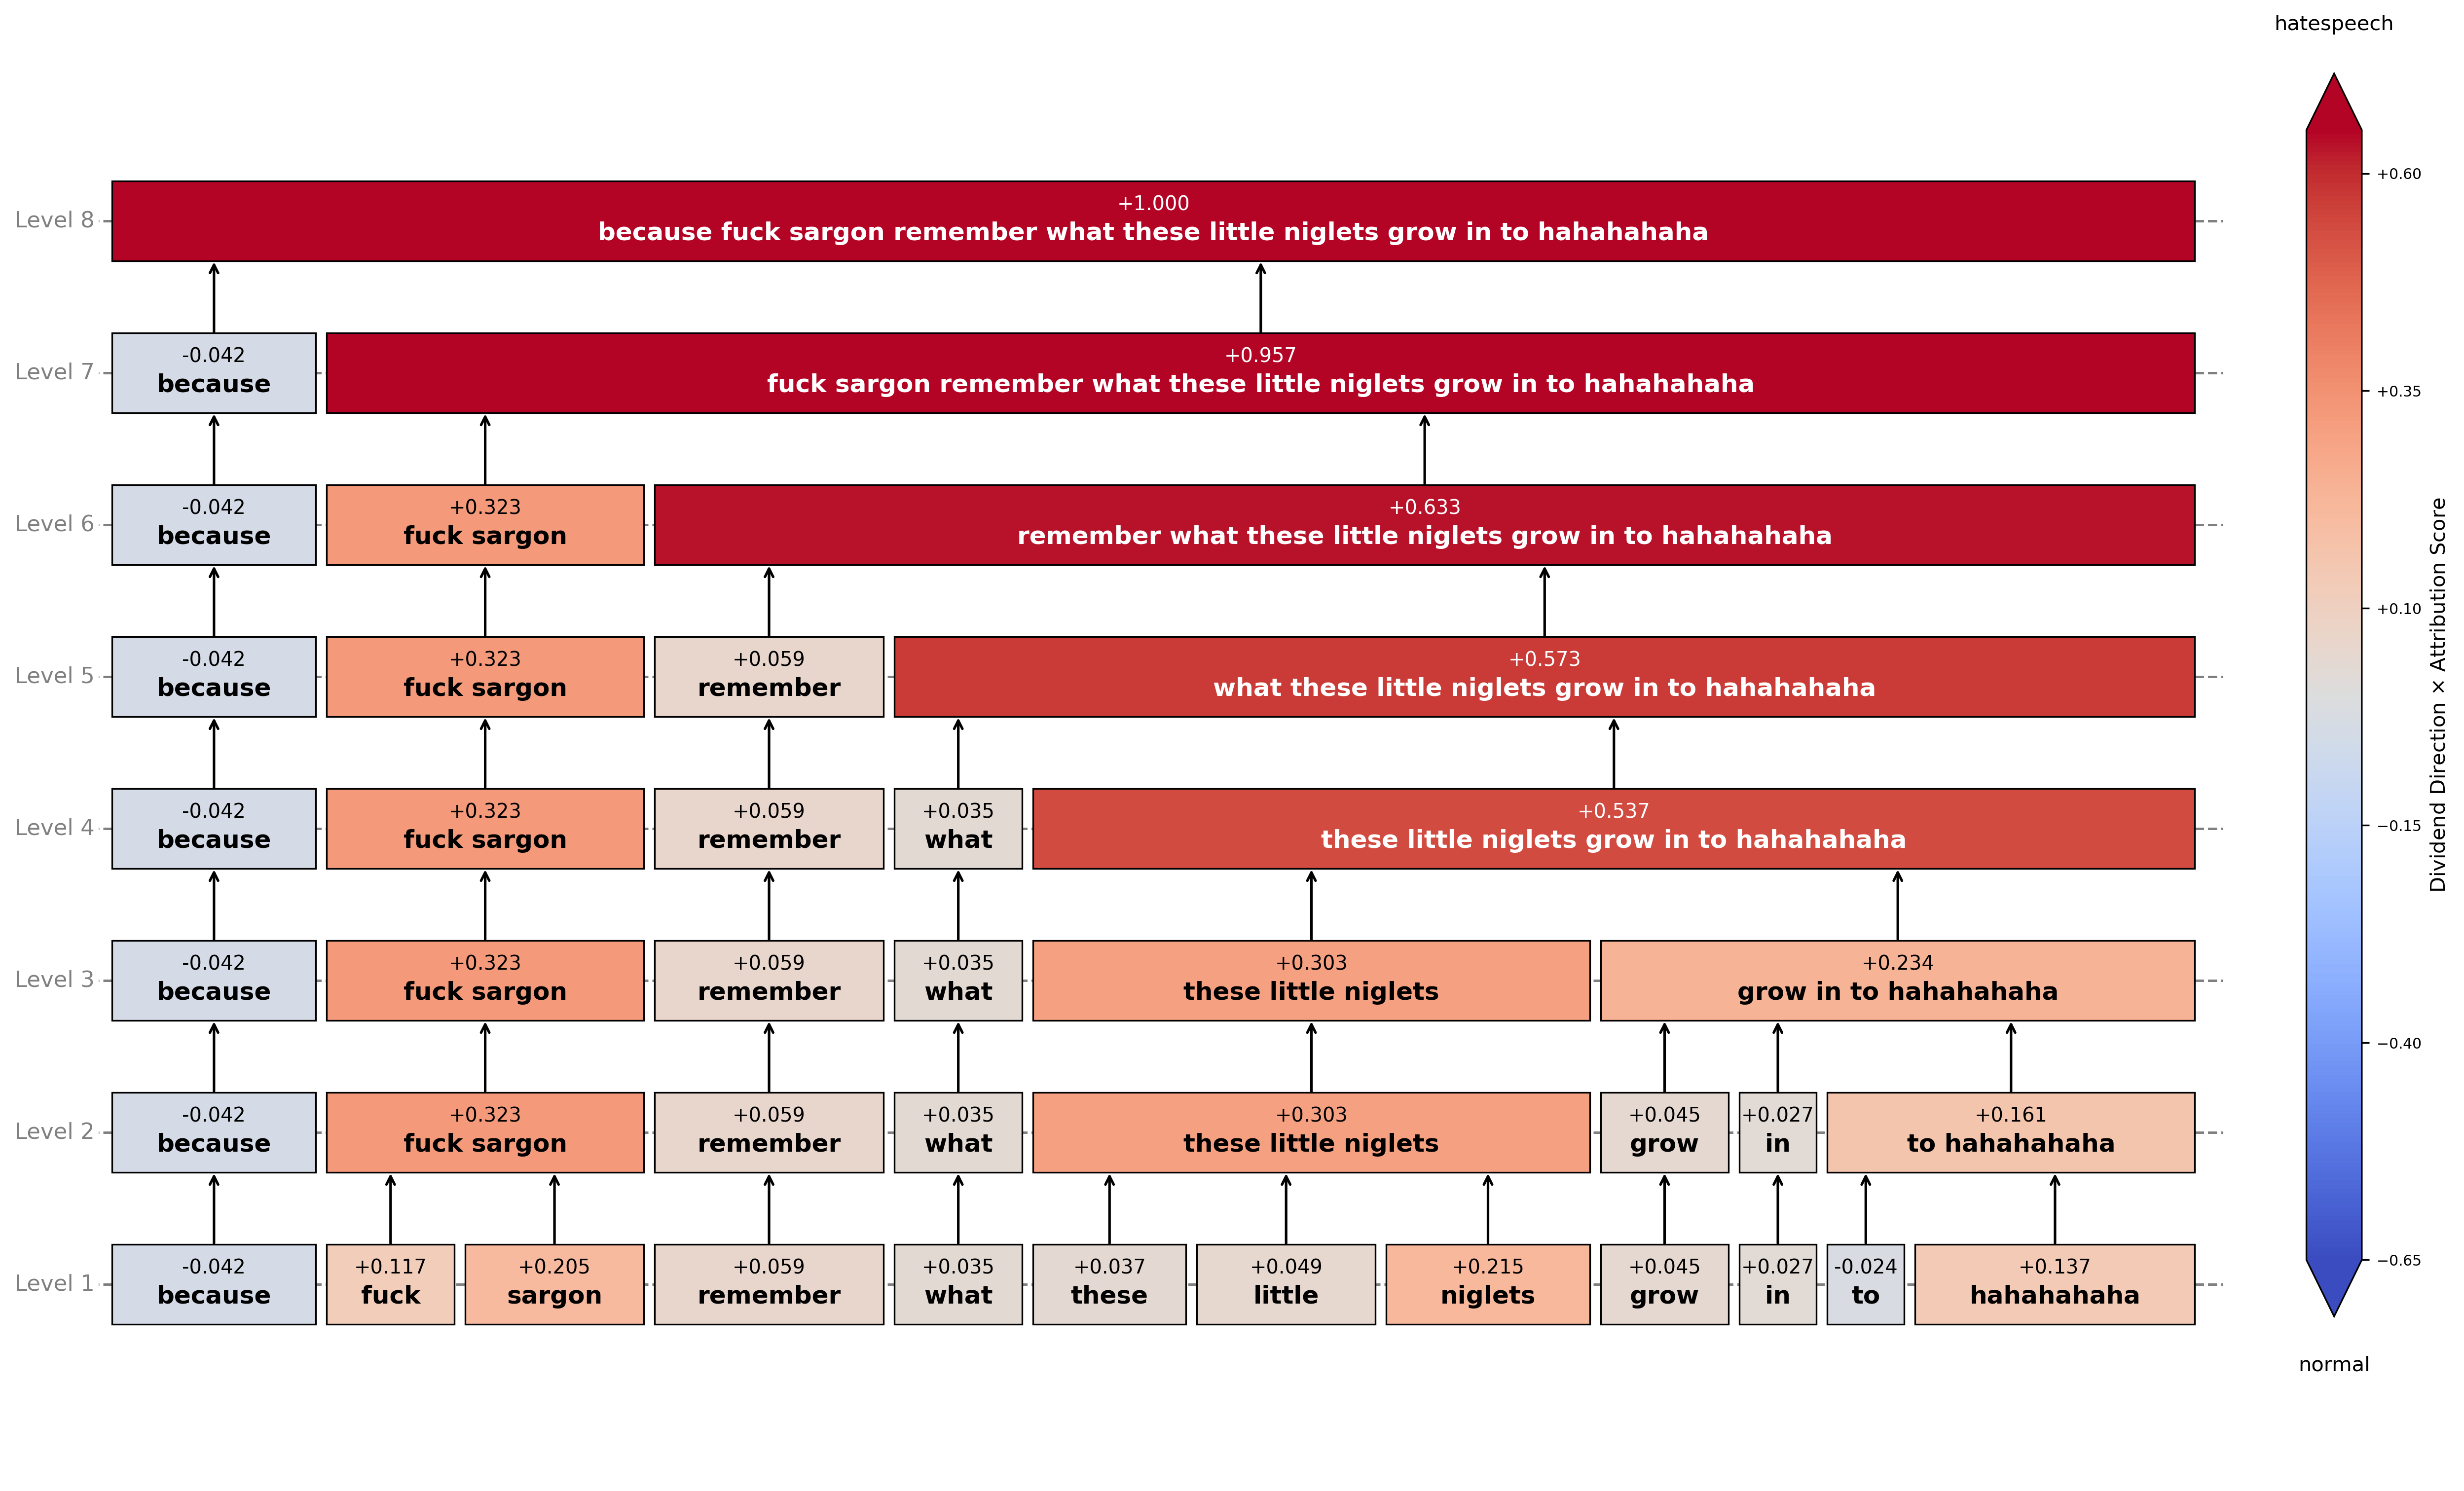 hatespeech
Level 8
+1.000
because fuck sargon remember what these little niglets grow in to hahahahaha
Level 7
-0.042
because
+0.957
fuck sargon remember what these little niglets grow in to hahahahaha
Level 6
-0.042
because
+0.323
fuck sargon
+0.633
remember what these little niglets grow in to hahahahaha
Level 5
-0.042
because
+0.323
fuck sargon
+0.059
remember
+0.573
what these little niglets grow in to hahahahaha
Level 4
-0.042
because
+0.323
fuck sargon
+0.059
remember
+0.035
what
+0.537
these little niglets grow in to hahahahaha
Level 3
-0.042
because
+0.323
fuck sargon
+0.059
remember
+0.035
what
+0.303
these little niglets
+0.234
grow in to hahahahaha
Level 2
-0.042
because
+0.323
fuck sargon
+0.059
remember
+0.035
what
+0.303
these little niglets
+0.045
grow
+0.027
in
+0.161
to hahahahaha
Level 1
-0.042
because
+0.117
fuck
+0.205
sargon
+0.059
remember
+0.035
what
+0.037
these
+0.049
little
+0.215
niglets
+0.045
grow
+0.027
in
-0.024
to
+0.137
hahahahaha
+0.60
+0.35
+0.10
−0.15
−0.40
−0.65
Dividend Direction × Attribution Score
normal